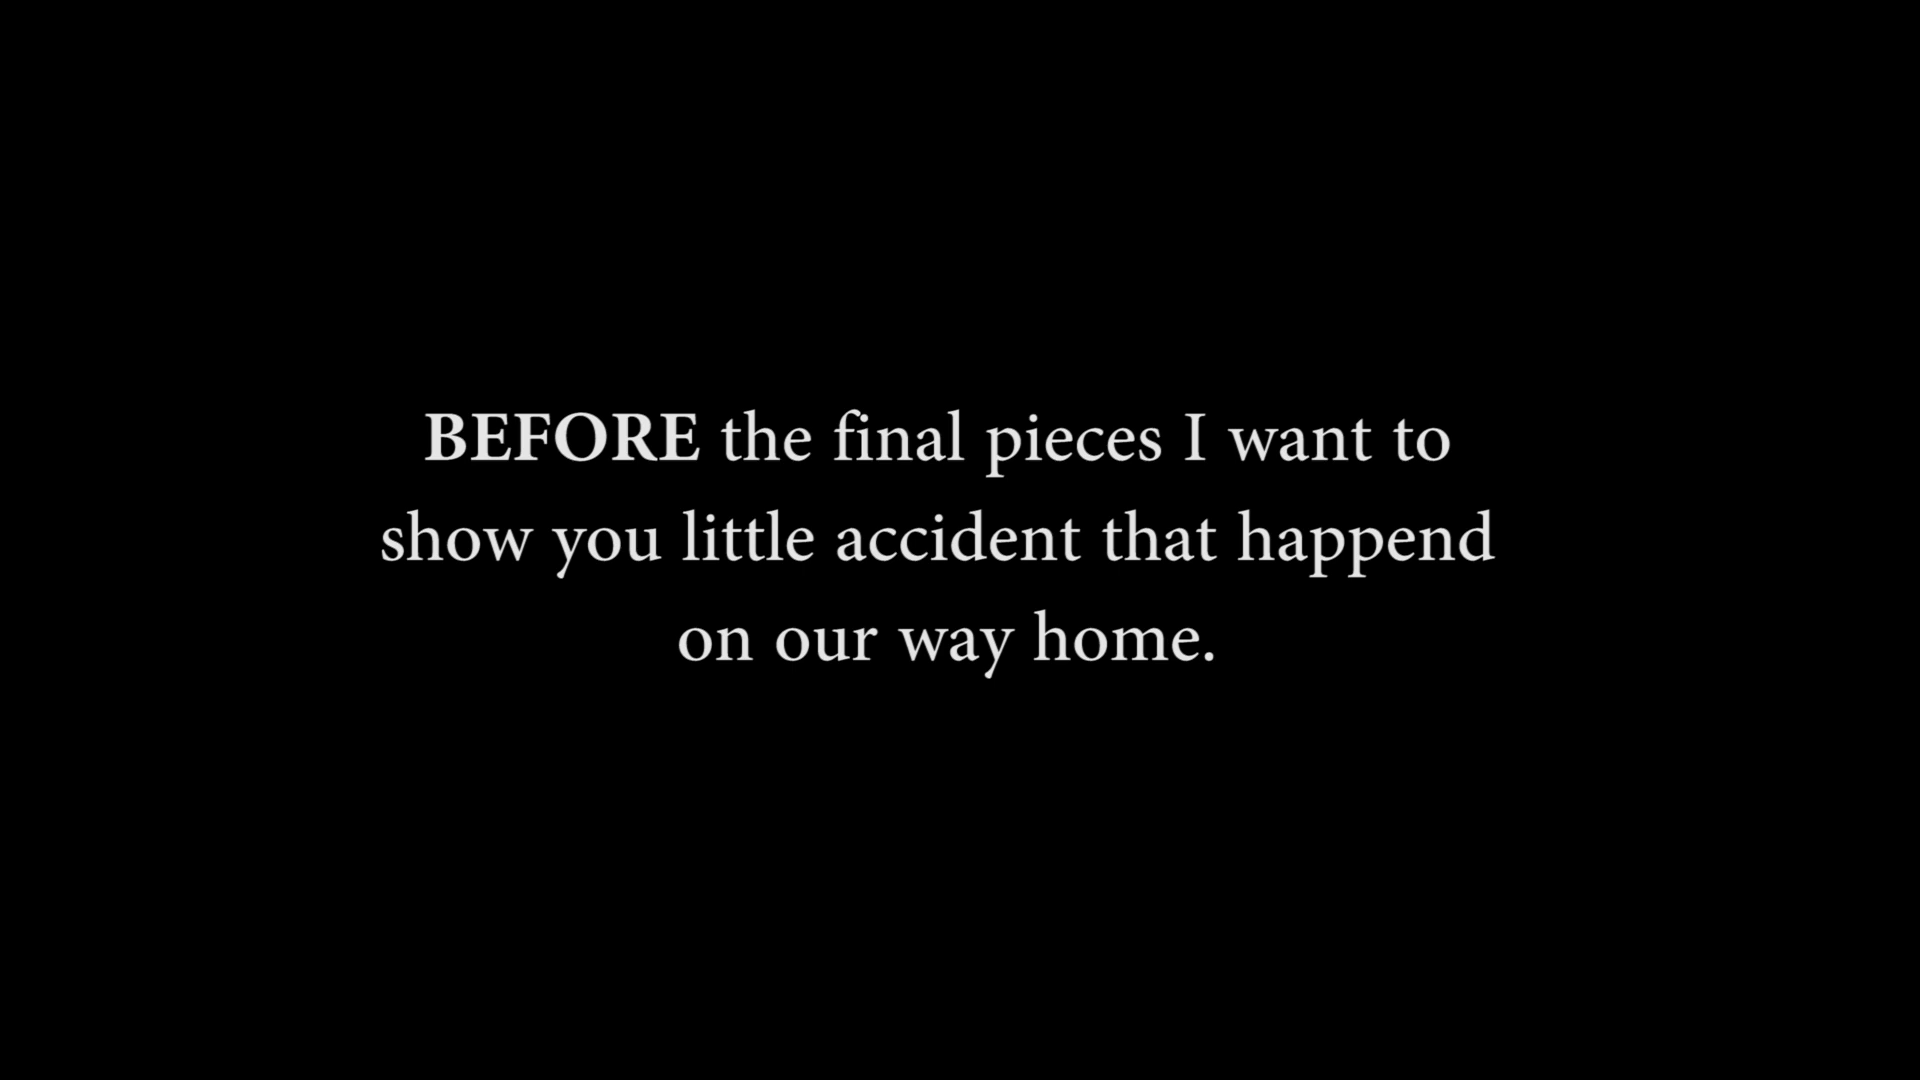 BEFORE the final pieces I want to
show you little accident that happend
on our way home.